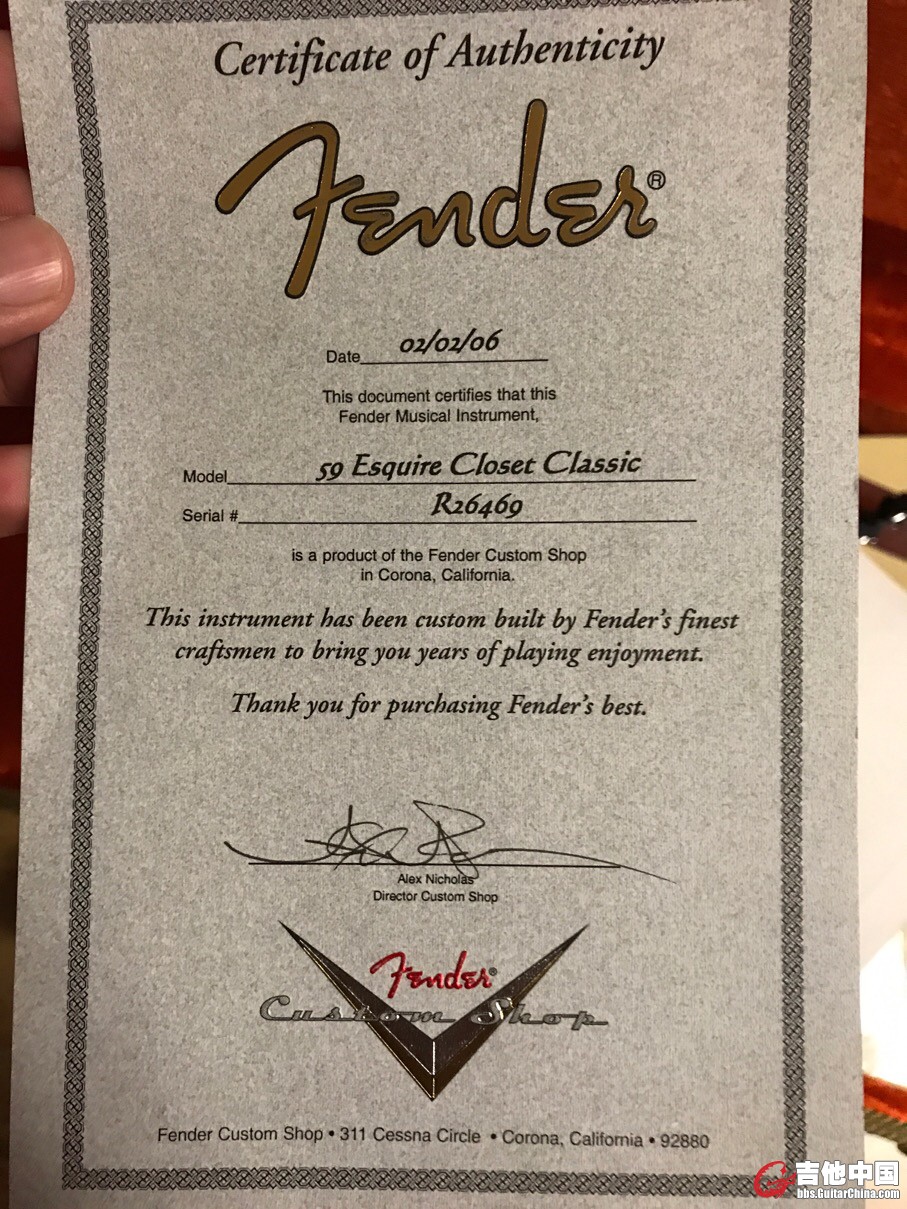 Certificate of Authenticity
Fender®
Date 02/02/06
This document certifies that this
Fender Musical Instrument,
Model 59 Esquire Closet Classic
Serial # R26469
is a product of the Fender Custom Shop
in Corona, California.
This instrument has been custom built by Fender's finest
craftsmen to bring you years of playing enjoyment.
Thank you for purchasing Fender's best.
Alex Nicholas
Director Custom Shop
Fender®
Custom Shop
Fender Custom Shop • 311 Cessna Circle • Corona, California • 92880
吉他中国
bbs.GuitarChina.com